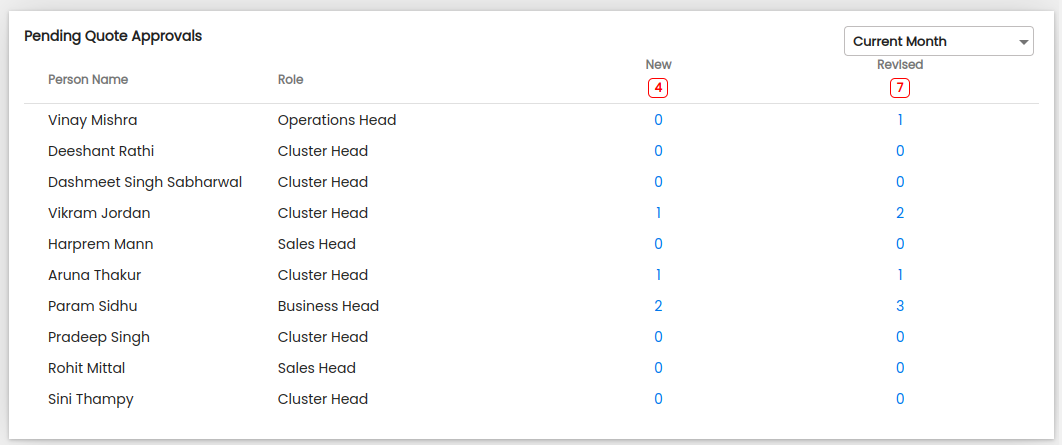 Pending Quote Approvals
Current Month
Person Name Role New Revised
4 7
Vinay Mishra Operations Head 0 1
Deeshant Rathi Cluster Head 0 0
Dashmeet Singh Sabharwal Cluster Head 0 0
Vikram Jordan Cluster Head 1 2
Harprem Mann Sales Head 0 0
Aruna Thakur Cluster Head 1 1
Param Sidhu Business Head 2 3
Pradeep Singh Cluster Head 0 0
Rohit Mittal Sales Head 0 0
Sini Thampy Cluster Head 0 0